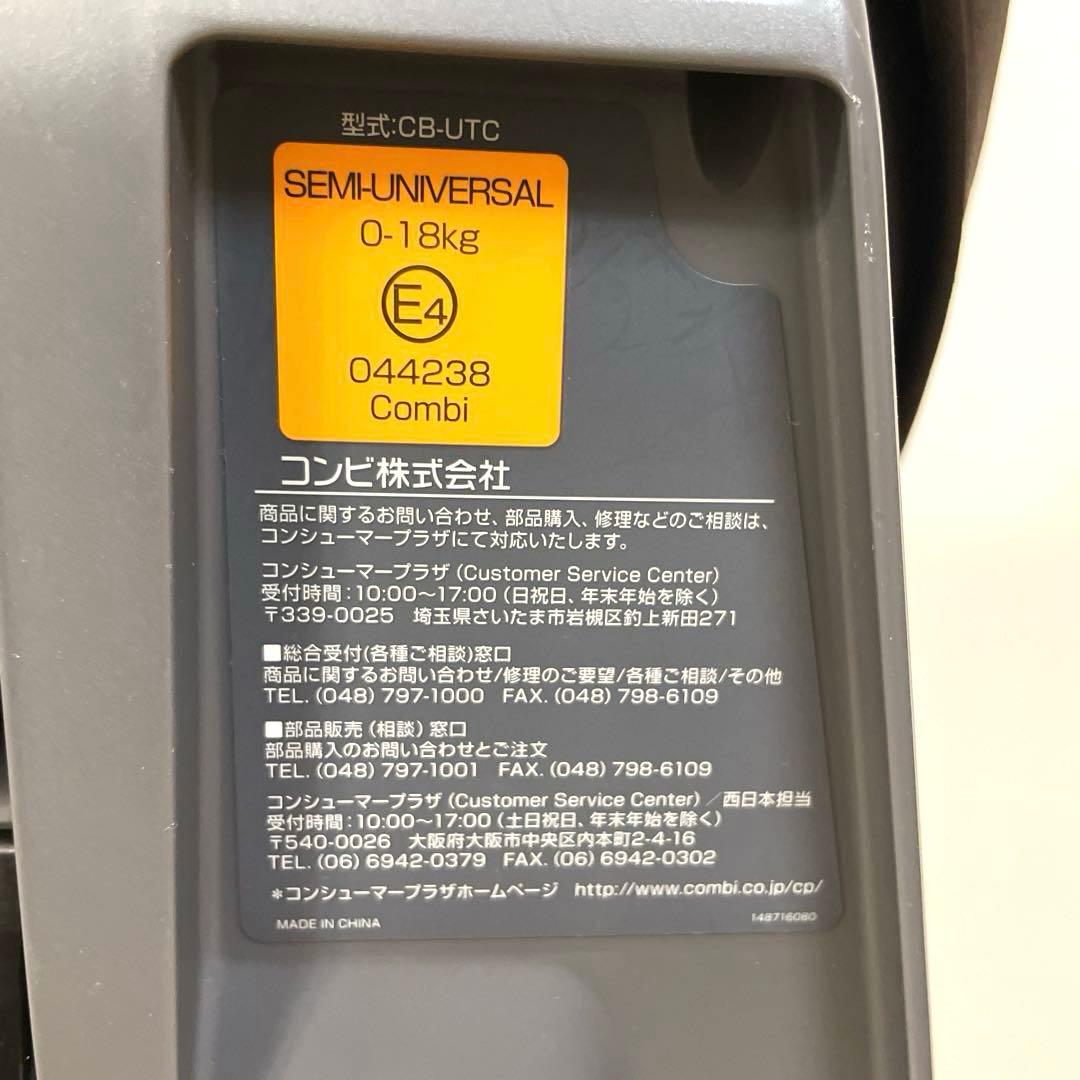 型式:CB-UTC
SEMI-UNIVERSAL
0-18kg
E4
044238
Combi
コンビ株式会社
商品に関するお問い合わせ、部品購入、修理などのご相談は、
コンシューマープラザにて対応いたします。
コンシューマープラザ(Customer Service Center)
受付時間:10:00〜17:00(日祝日、年末年始を除く)
〒339-0025 埼玉県さいたま市岩槻区釣上新田271
■総合受付(各種ご相談)窓口
商品に関するお問い合わせ/修理のご要望/各種ご相談/その他
TEL.(048)797-1000 FAX.(048)798-6109
■部品販売(相談)窓口
部品購入のお問い合わせとご注文
TEL.(048)797-1001 FAX.(048)798-6109
コンシューマープラザ(Customer Service Center)/西日本担当
受付時間:10:00〜17:00(土日祝日、年末年始を除く)
〒540-0026 大阪府大阪市中央区内本町2-4-16
TEL.(06)6942-0379 FAX.(06)6942-0302
*コンシューマープラザホームページ http://www.combi.co.jp/cp/
MADE IN CHINA
148716080